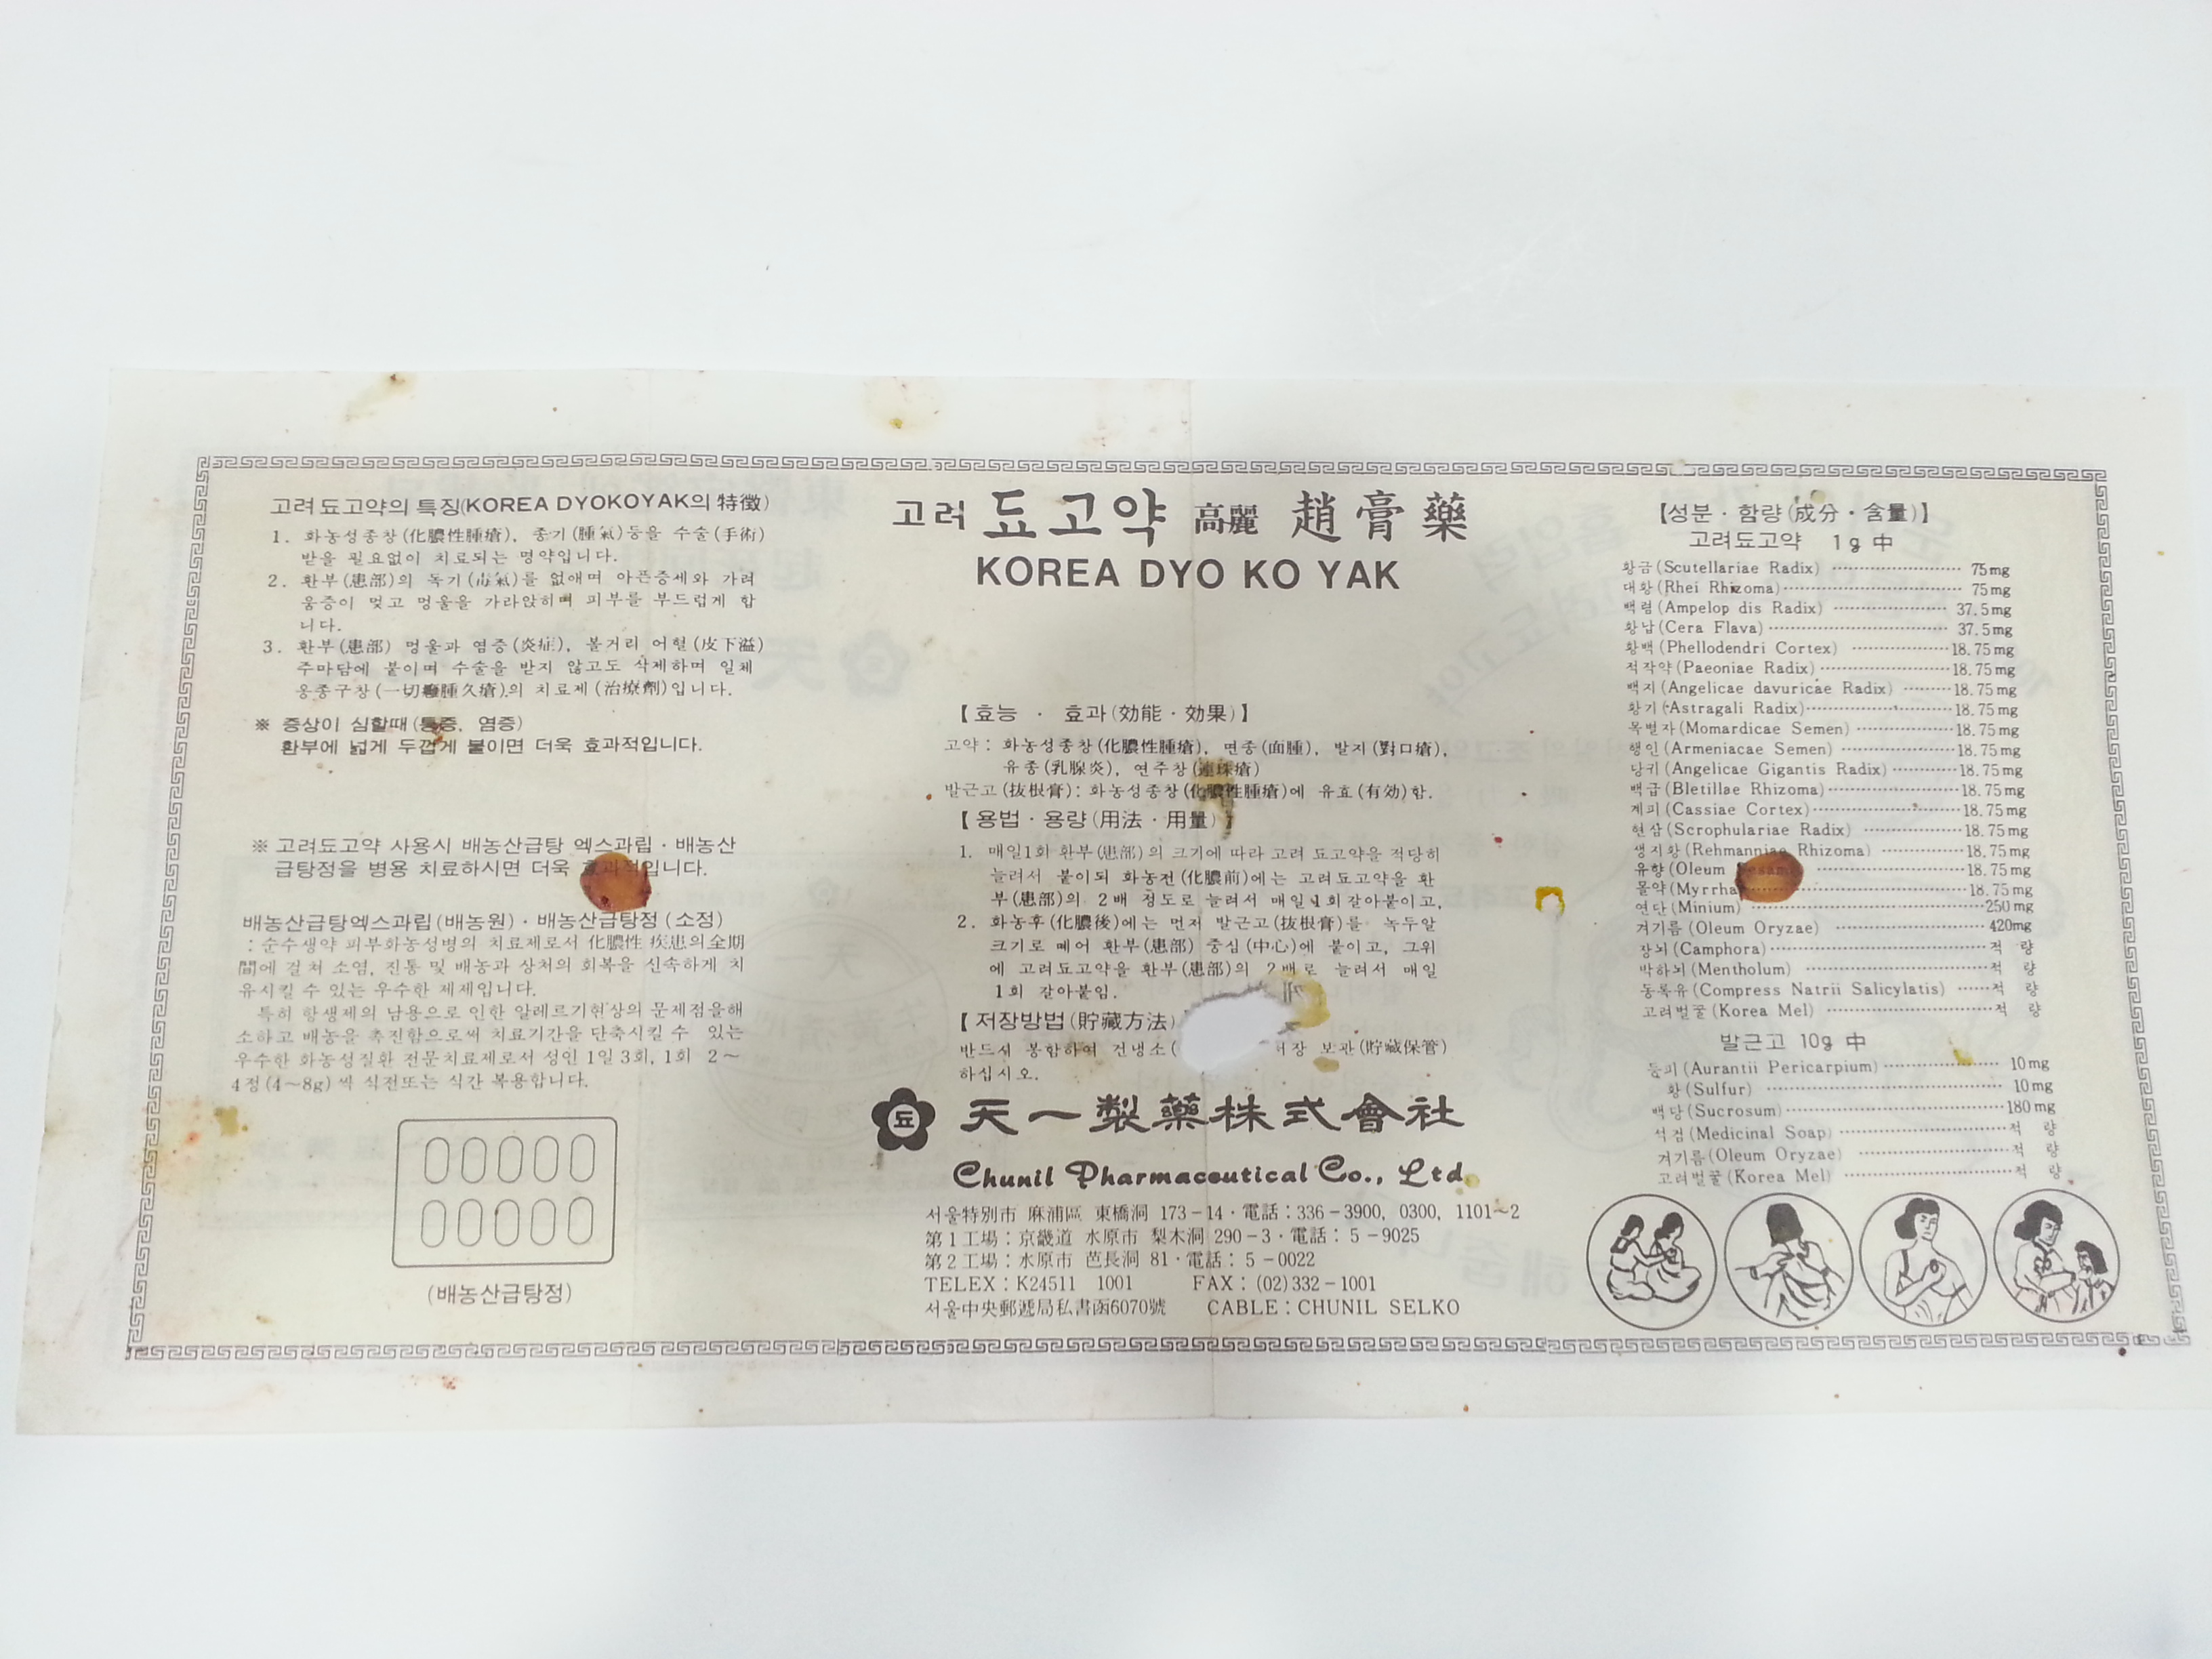 고려 됴고약의 특징(KOREA DYOKOYAK의 特徵)
1. 화농성종창(化膿性腫瘡), 종기(腫氣)등을 수술(手術)
받을 필요없이 치료되는 명약입니다.
2. 환부(患部)의 독기(毒氣)를 없애며 아픈증세와 가려
움증이 멎고 멍울을 가라앉히며 피부를 부드럽게 합
니다.
3. 환부(患部) 멍울과 염증(炎症), 볼거리 어혈(皮下溢)
주마담에 붙이며 수술을 받지 않고도 삭제하며 일체
옹종구창(一切癰腫久瘡)의 치료제(治療劑)입니다.
※ 증상이 심할때(통증, 염증)
환부에 넓게 두껍게 붙이면 더욱 효과적입니다.
※ 고려됴고약 사용시 배농산급탕 엑스과립·배농산
급탕정을 병용 치료하시면 더욱 효과적입니다.
배농산급탕엑스과립(배농원)·배농산급탕정(소정)
: 순수생약 피부화농성병의 치료제로서 化膿性 疾患의 全期
間에 걸쳐 소염, 진통 및 배농과 상처의 회복을 신속하게 치
유시킬 수 있는 우수한 제제입니다.
특히 항생제의 남용으로 인한 알레르기현상의 문제점을해
소하고 배농을 촉진함으로써 치료기간을 단축시킬 수 있는
우수한 화농성질환 전문치료제로서 성인 1일 3회, 1회 2～
4정(4～8g)씩 식전또는 식간 복용합니다.
(배농산급탕정)
고려 됴고약 高麗 趙膏藥
KOREA DYO KO YAK
【효능 · 효과(効能·効果)】
고약: 화농성종창(化膿性腫瘡), 면종(面腫), 발지(對口瘡),
유종(乳腺炎), 연주창(連珠瘡)
발근고(抜根膏): 화농성종창(化膿性腫瘡)에 유효(有効)함.
【용법·용량(用法·用量)】
1. 매일1회 환부(患部)의 크기에 따라 고려 됴고약을 적당히
늘려서 붙이되 화농전(化膿前)에는 고려됴고약을 환
부(患部)의 2배 정도로 늘려서 매일1회갈아붙이고,
2. 화농후(化膿後)에는 먼저 발근고(抜根膏)를 녹두알
크기로 떼어 환부(患部) 중심(中心)에 붙이고, 그위
에 고려됴고약을 환부(患部)의 2배로 늘려서 매일
1회 갈아붙임.
【저장방법(貯藏方法)
반드시 봉함하여 건냉소( 저장 보관(貯藏保管)
하십시오.
됴 天一製藥株式會社
Chunil Pharmaceutical Co., Ltd.
서울特別市 麻浦區 東橋洞 173-14·電話:336-3900, 0300, 1101~2
第1工場:京畿道 水原市 梨木洞 290-3·電話: 5-9025
第2工場:水原市 芭長洞 81·電話: 5-0022
TELEX: K24511 1001 FAX: (02)332-1001
서울中央郵遞局私書函6070號 CABLE: CHUNIL SELKO
【성분·함량(成分·含量)】
고려됴고약 1g 中
황금(Scutellariae Radix) 75mg
대황(Rhei Rhizoma) 75mg
백렴(Ampelop dis Radix) 37.5mg
황납(Cera Flava) 37.5mg
황백(Phellodendri Cortex) 18.75mg
적작약(Paeoniae Radix) 18.75mg
백지(Angelicae davuricae Radix) 18.75mg
황기(Astragali Radix) 18.75mg
목별자(Momardicae Semen) 18.75mg
행인(Armeniacae Semen) 18.75mg
당귀(Angelicae Gigantis Radix) 18.75mg
백급(Bletillae Rhizoma) 18.75mg
계피(Cassiae Cortex) 18.75mg
현삼(Scrophulariae Radix) 18.75mg
생지황(Rehmanniae Rhizoma) 18.75mg
유향(Oleum 18.75mg
몰약(Myrrha 18.75mg
연단(Minium) 250mg
겨기름(Oleum Oryzae) 420mg
장뇌(Camphora) 적 량
박하뇌(Mentholum) 적 량
동록유(Compress Natrii Salicylatis) 적 량
고려벌꿀(Korea Mel) 적 량
발근고 10g 中
등피(Aurantii Pericarpium) 10mg
황(Sulfur) 10mg
백당(Sucrosum) 180mg
석검(Medicinal Soap) 적 량
겨기름(Oleum Oryzae) 적 량
고려벌꿀(Korea Mel) 적 량